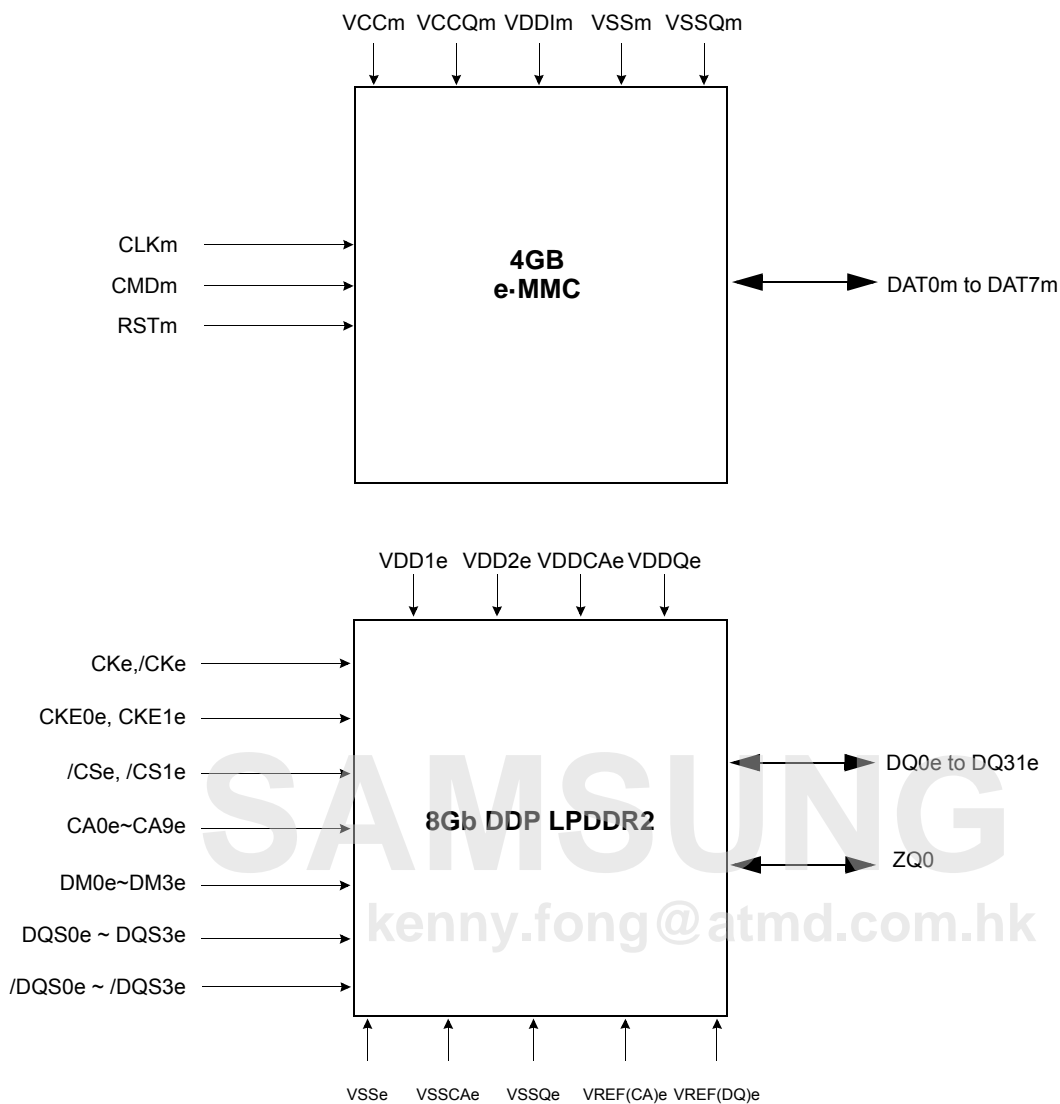 VCCm VCCQm VDDIm VSSm VSSQm
CLKm
CMDm
RSTm
4GB
e·MMC
DAT0m to DAT7m
VDD1e VDD2e VDDCAe VDDQe
CKe,/CKe
CKE0e, CKE1e
/CSe, /CS1e
CA0e~CA9e
DM0e~DM3e
DQS0e ~ DQS3e
/DQS0e ~ /DQS3e
8Gb DDP LPDDR2
DQ0e to DQ31e
ZQ0
SAMSUNG
kenny.fong@atmd.com.hk
VSSe VSSCAe VSSQe VREF(CA)e VREF(DQ)e